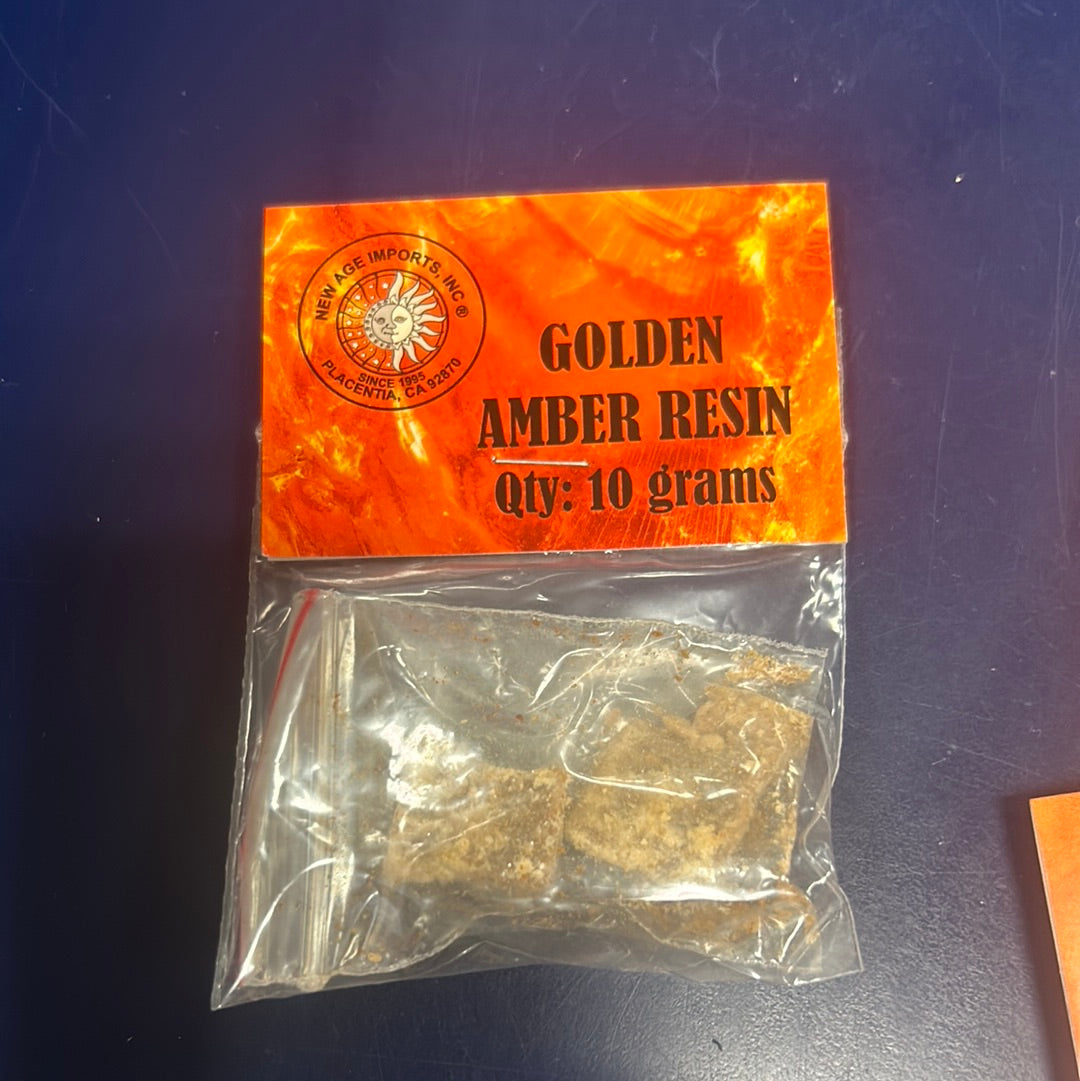 NEW AGE IMPORTS, INC ®
SINCE 1995
PLACENTIA, CA 92870
GOLDEN
AMBER RESIN
Qty: 10 grams